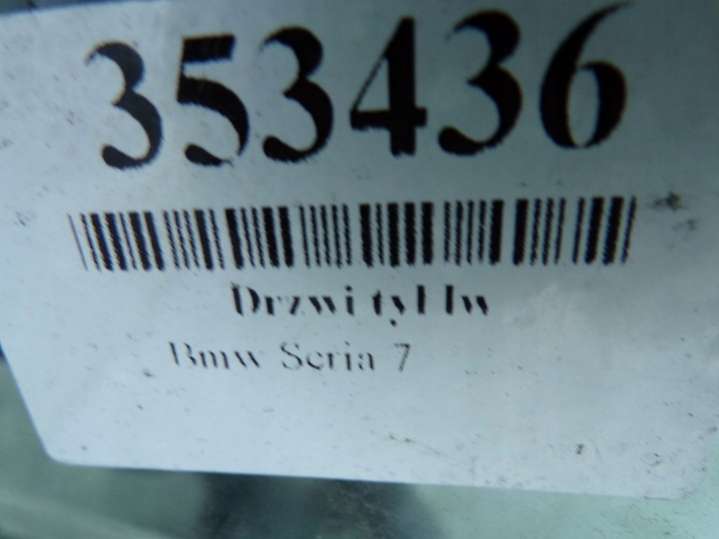 353436
Drzwi tył lw
Bmw Seria 7